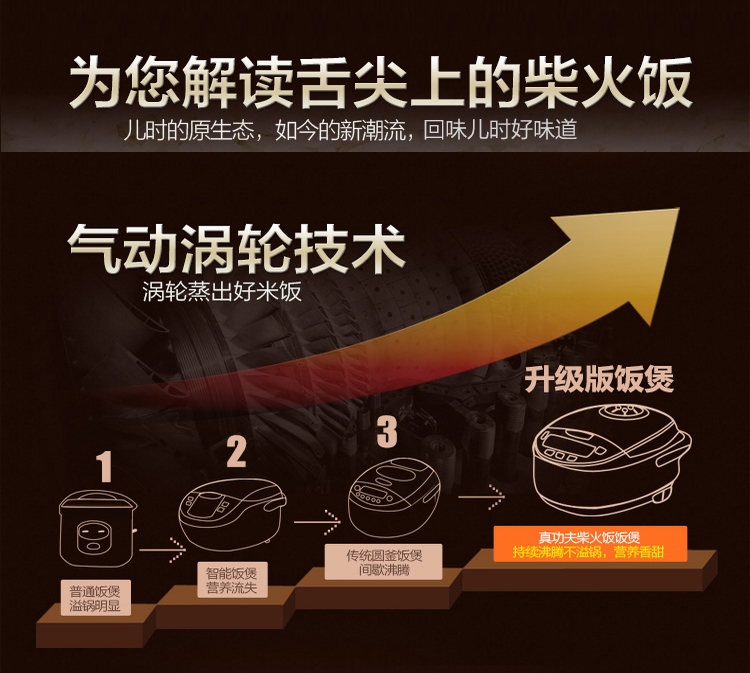 为您解读舌尖上的柴火饭
儿时的原生态，如今的新潮流，回味儿时好味道
气动涡轮技术
涡轮蒸出好米饭
升级版饭煲
3
2
1
真功夫柴火饭饭煲
持续沸腾不溢锅，营养香甜
传统圆釜饭煲
间歇沸腾
智能饭煲
营养流失
普通饭煲
溢锅明显